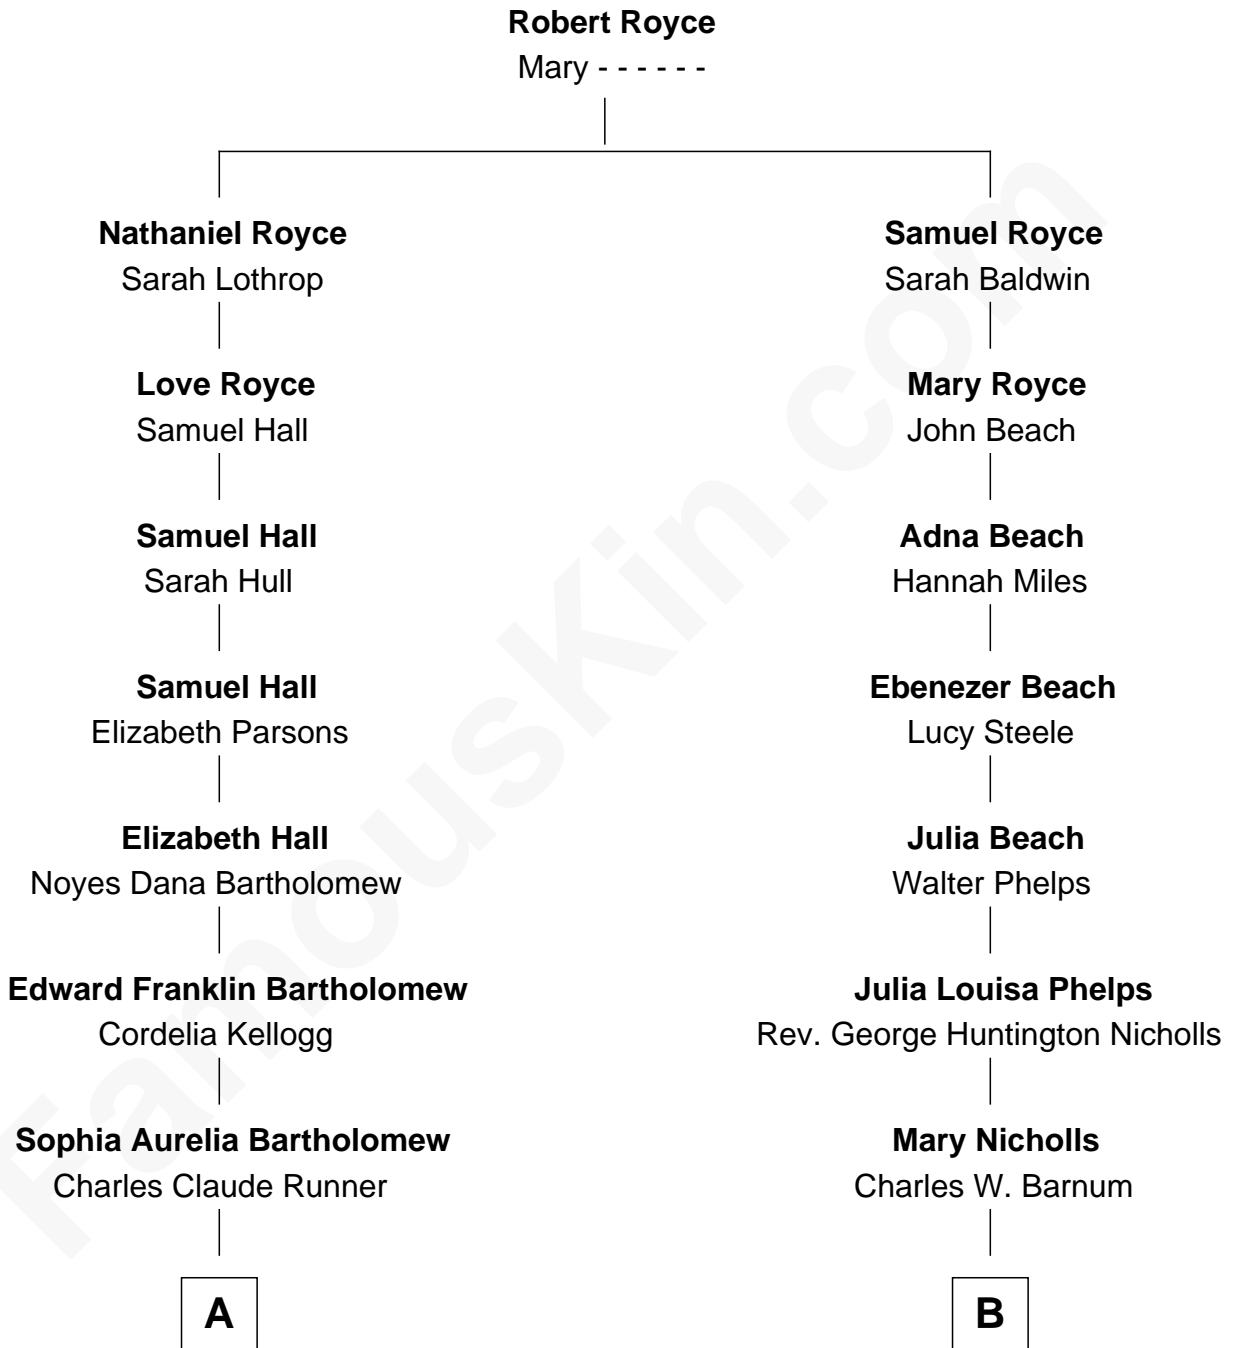 Robert Royce
Mary - - - - - -
Nathaniel Royce
Sarah Lothrop
Samuel Royce
Sarah Baldwin
Love Royce
Samuel Hall
Mary Royce
John Beach
Samuel Hall
Sarah Hull
Adna Beach
Hannah Miles
Samuel Hall
Elizabeth Parsons
Ebenezer Beach
Lucy Steele
Elizabeth Hall
Noyes Dana Bartholomew
Julia Beach
Walter Phelps
Edward Franklin Bartholomew
Cordelia Kellogg
Julia Louisa Phelps
Rev. George Huntington Nicholls
Sophia Aurelia Bartholomew
Charles Claude Runner
Mary Nicholls
Charles W. Barnum
A
B
FamousKin.com